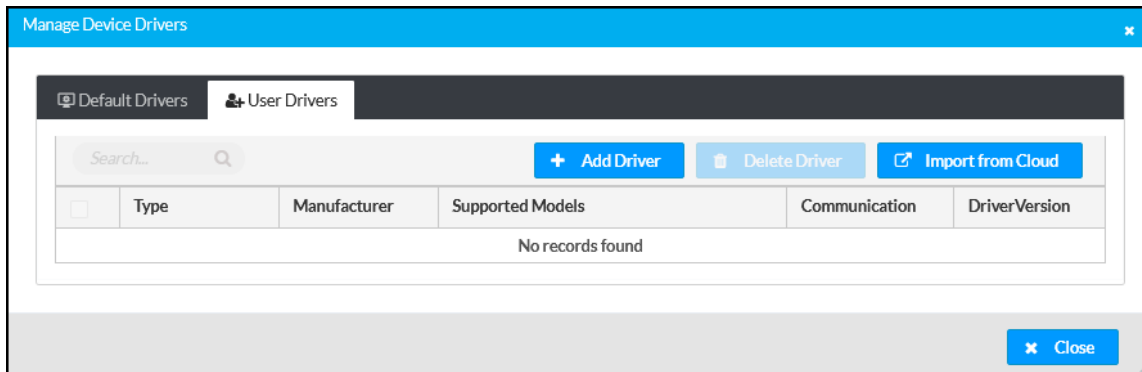 Manage Device Drivers
Default Drivers User Drivers
Search... Add Driver Delete Driver Import from Cloud
Type Manufacturer Supported Models Communication DriverVersion
No records found
Close